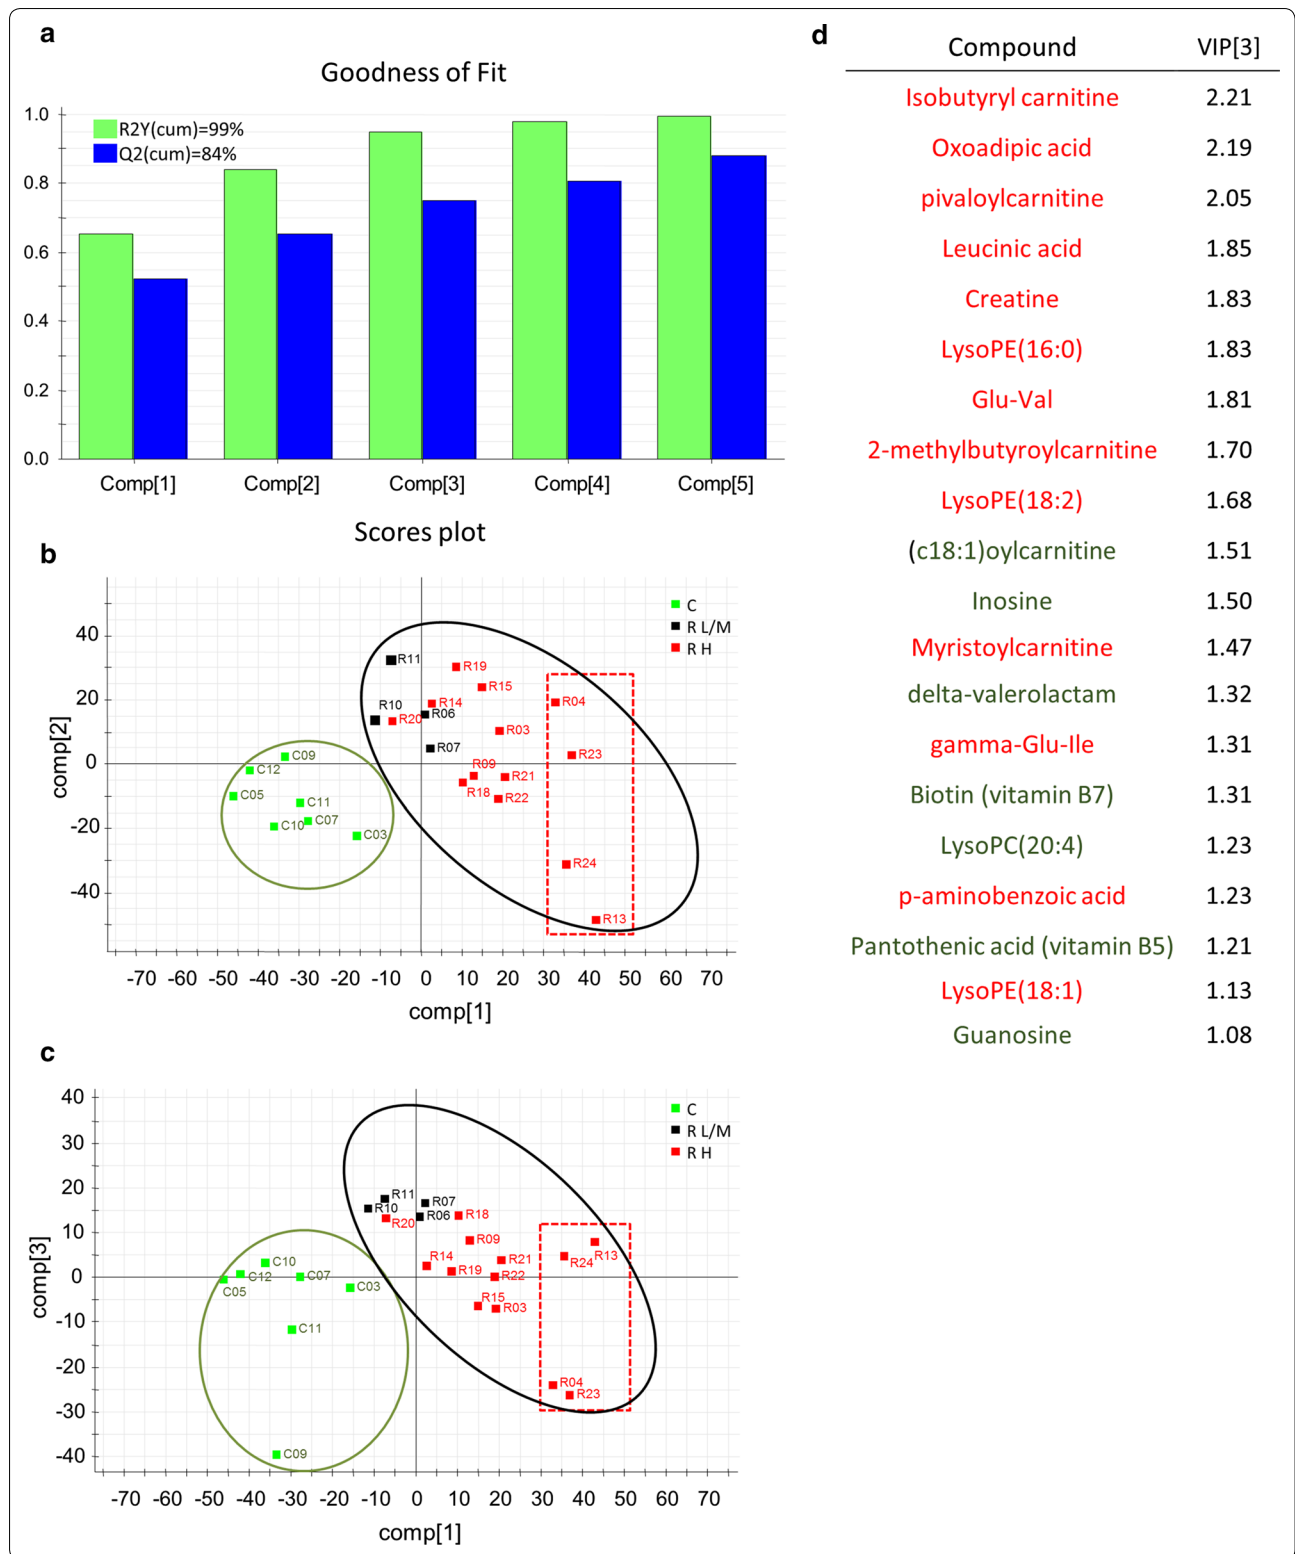 a
Goodness of Fit
R2Y(cum)=99%
Q2(cum)=84%
1.0
0.8
0.6
0.4
0.2
0.0
Comp[1] Comp[2] Comp[3] Comp[4] Comp[5]
Scores plot
b
C
R L/M
R H
40
20
0
-20
-40
comp[2]
R11
R19
R15
R10
R14
R04
R20
R06
R03
R07
R23
C09
C12
R09
R21
R18
R22
C05
C11
C10
C07
C03
R24
R13
-70 -60 -50 -40 -30 -20 -10 0 10 20 30 40 50 60 70
comp[1]
c
C
R L/M
R H
40
30
20
10
0
-10
-20
-30
-40
comp[3]
R11
R10
R07
R20
R06
R18
R09
R14
R21
R19
R22
R24
R13
R15
R03
C10
C12
C07
C05
C03
C11
R04
R23
C09
-70 -60 -50 -40 -30 -20 -10 0 10 20 30 40 50 60 70
comp[1]
d
Compound VIP[3]
Isobutyryl carnitine 2.21
Oxoadipic acid 2.19
pivaloylcarnitine 2.05
Leucinic acid 1.85
Creatine 1.83
LysoPE(16:0) 1.83
Glu-Val 1.81
2-methylbutyroylcarnitine 1.70
LysoPE(18:2) 1.68
(c18:1)oylcarnitine 1.51
Inosine 1.50
Myristoylcarnitine 1.47
delta-valerolactam 1.32
gamma-Glu-Ile 1.31
Biotin (vitamin B7) 1.31
LysoPC(20:4) 1.23
p-aminobenzoic acid 1.23
Pantothenic acid (vitamin B5) 1.21
LysoPE(18:1) 1.13
Guanosine 1.08